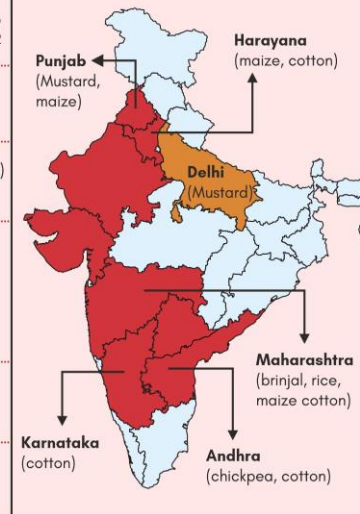 Punjab
(Mustard,
maize)
Harayana
(maize, cotton)
Delhi
(Mustard)
Maharashtra
(brinjal, rice,
maize cotton)
Karnataka
(cotton)
Andhra
(chickpea, cotton)